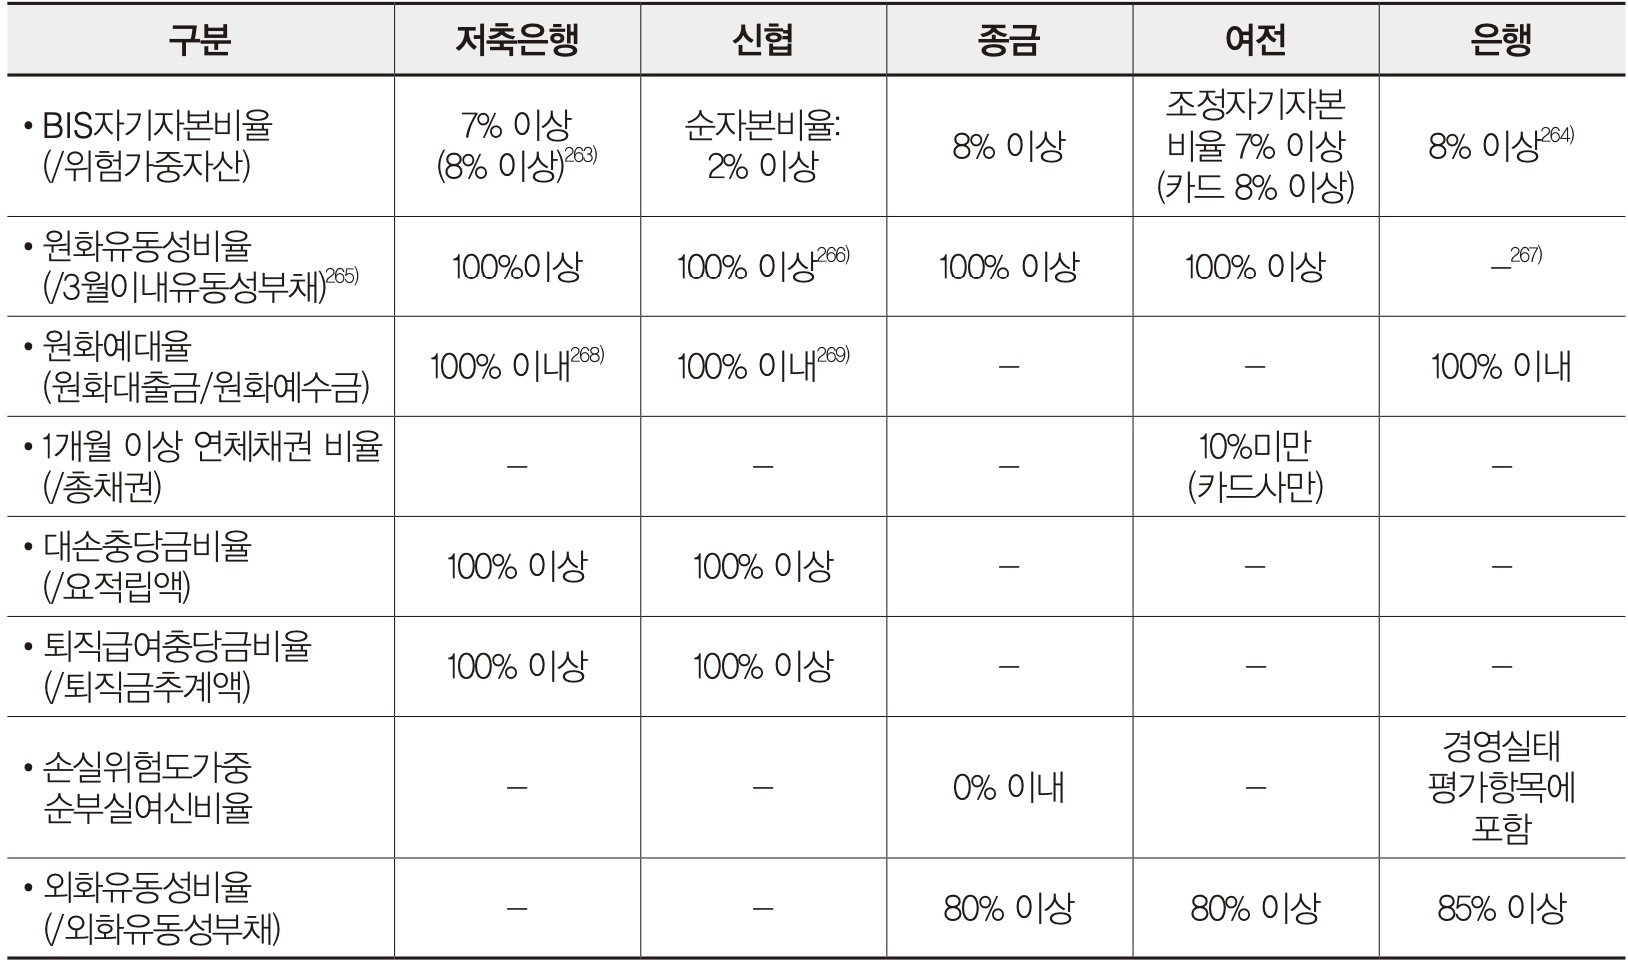 구분 저축은행 신협 종금 여전 은행
• BIS자기자본비율
(/위험가중자산)
7% 이상
(8% 이상)263)
순자본비율:
2% 이상
8% 이상
조정자기자본
비율 7% 이상
(카드 8% 이상)
8% 이상264)
• 원화유동성비율
(/3월이내유동성부채)265)
100%이상
100% 이상266)
100% 이상
100% 이상
–267)
• 원화예대율
(원화대출금/원화예수금)
100% 이내268)
100% 이내269)
–
–
100% 이내
• 1개월 이상 연체채권 비율
(/총채권)
–
–
–
10%미만
(카드사만)
–
• 대손충당금비율
(/요적립액)
100% 이상
100% 이상
–
–
–
• 퇴직급여충당금비율
(/퇴직금추계액)
100% 이상
100% 이상
–
–
–
• 손실위험도가중
순부실여신비율
–
–
0% 이내
–
경영실태
평가항목에
포함
• 외화유동성비율
(/외화유동성부채)
–
–
80% 이상
80% 이상
85% 이상